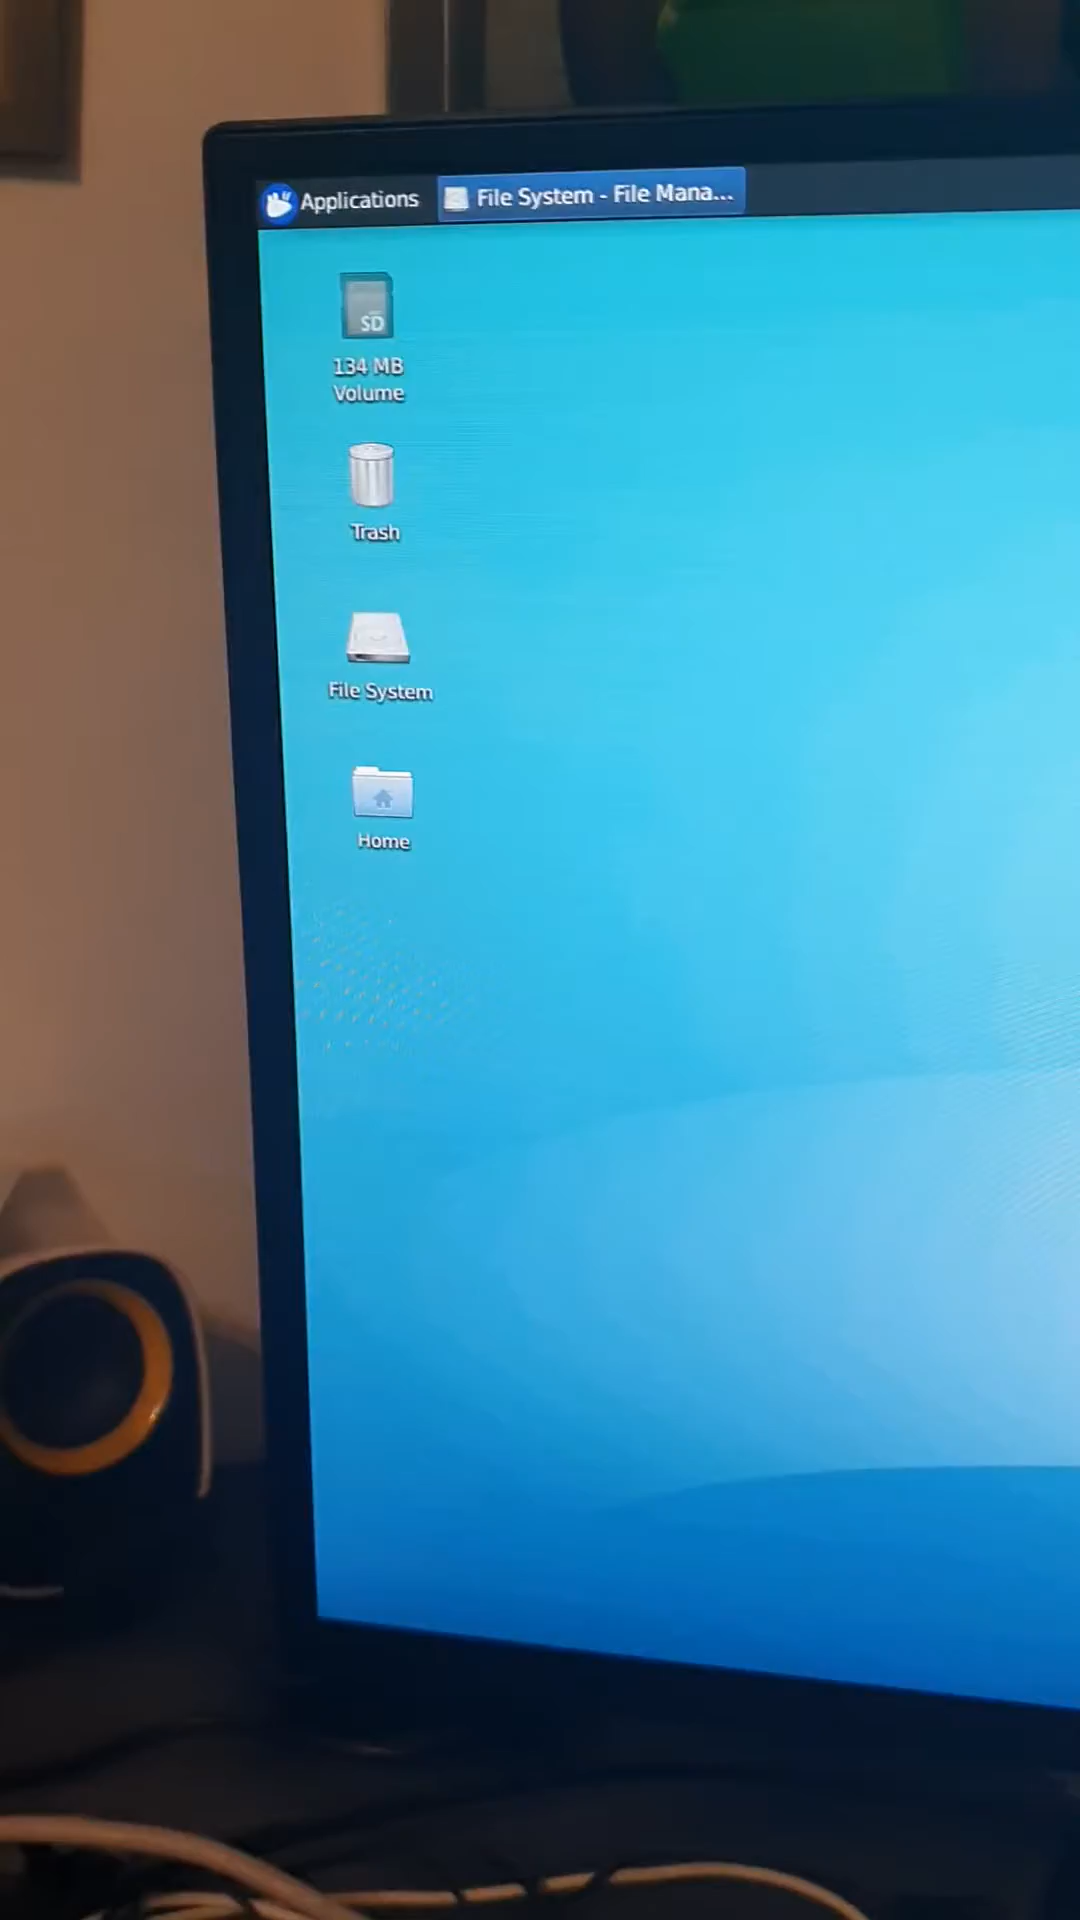 Applications
File System - File Mana...
SD
134 MB
Volume
Trash
File System
Home